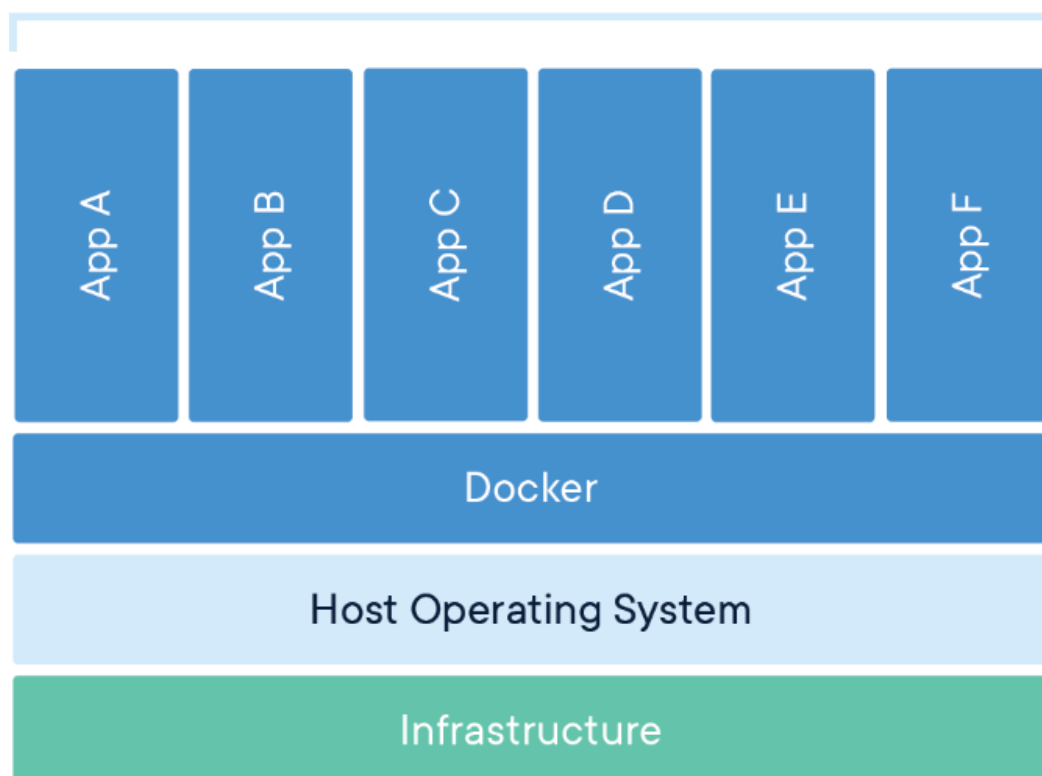 App A
App B
App C
App D
App E
App F
Docker
Host Operating System
Infrastructure